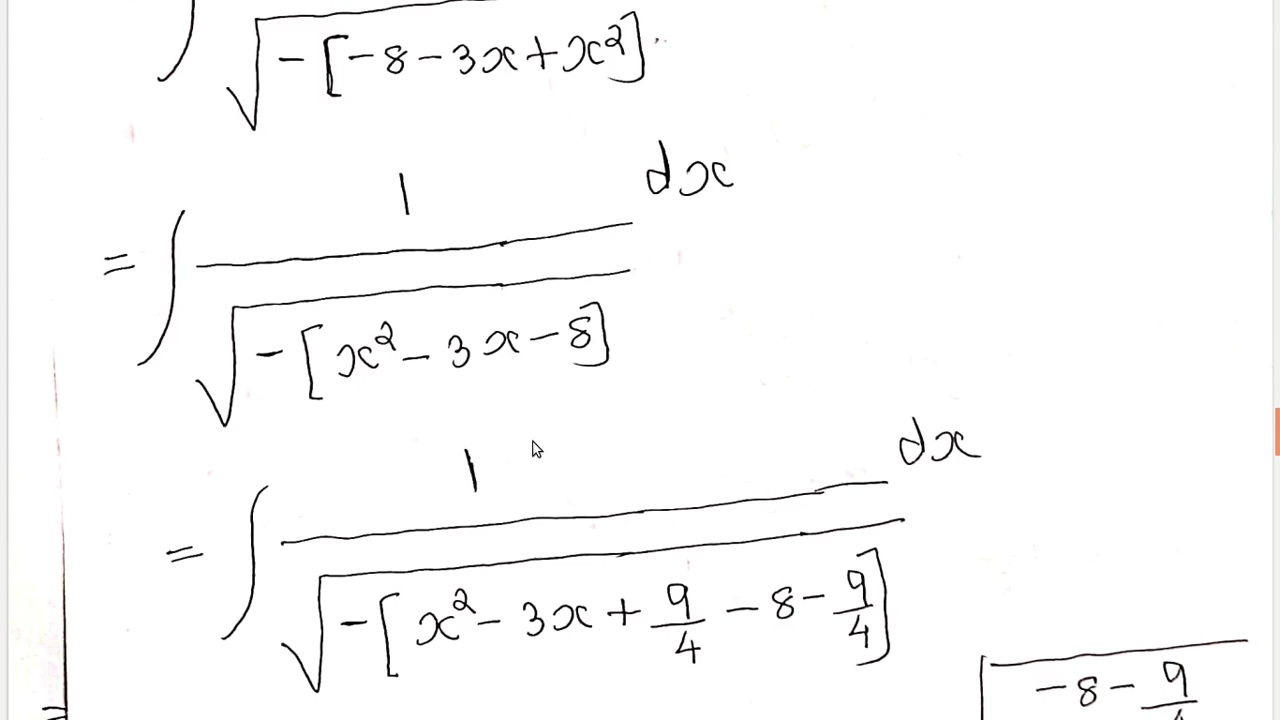 ∫ √-[-8-3x+x²]
= ∫ 1/√-[x²-3x-8] dx
= ∫ 1/√-[x²-3x+9/4-8-9/4] dx
-8-9/4
=